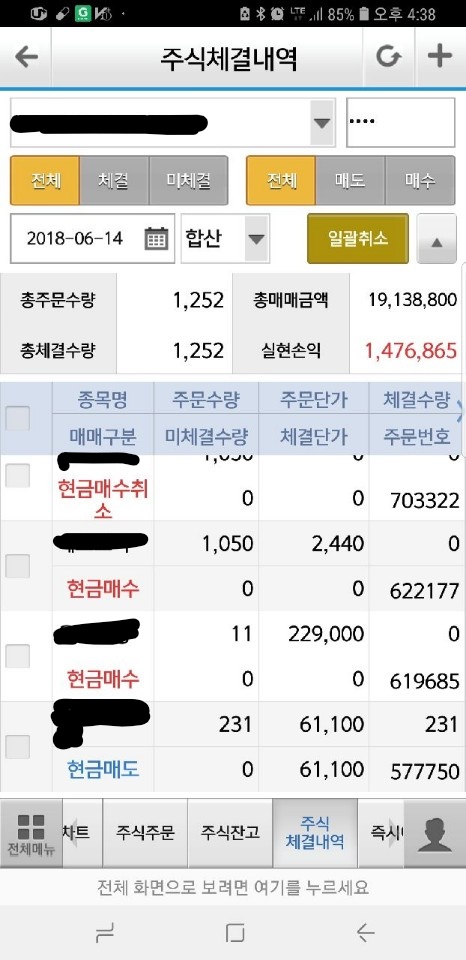 LTE 85% 오후 4:38
주식체결내역
••••
전체 체결 미체결 전체 매도 매수
2018-06-14 합산 일괄취소
총주문수량 1,252 총매매금액 19,138,800
총체결수량 1,252 실현손익 1,476,865
종목명 주문수량 주문단가 체결수량
매매구분 미체결수량 체결단가 주문번호
1,050 0 0
현금매수취소 0 0 703322
1,050 2,440 0
현금매수 0 0 622177
11 229,000 0
현금매수 0 0 619685
231 61,100 231
현금매도 0 61,100 577750
전체메뉴 차트 주식주문 주식잔고 주식
체결내역 즉시
전체 화면으로 보려면 여기를 누르세요